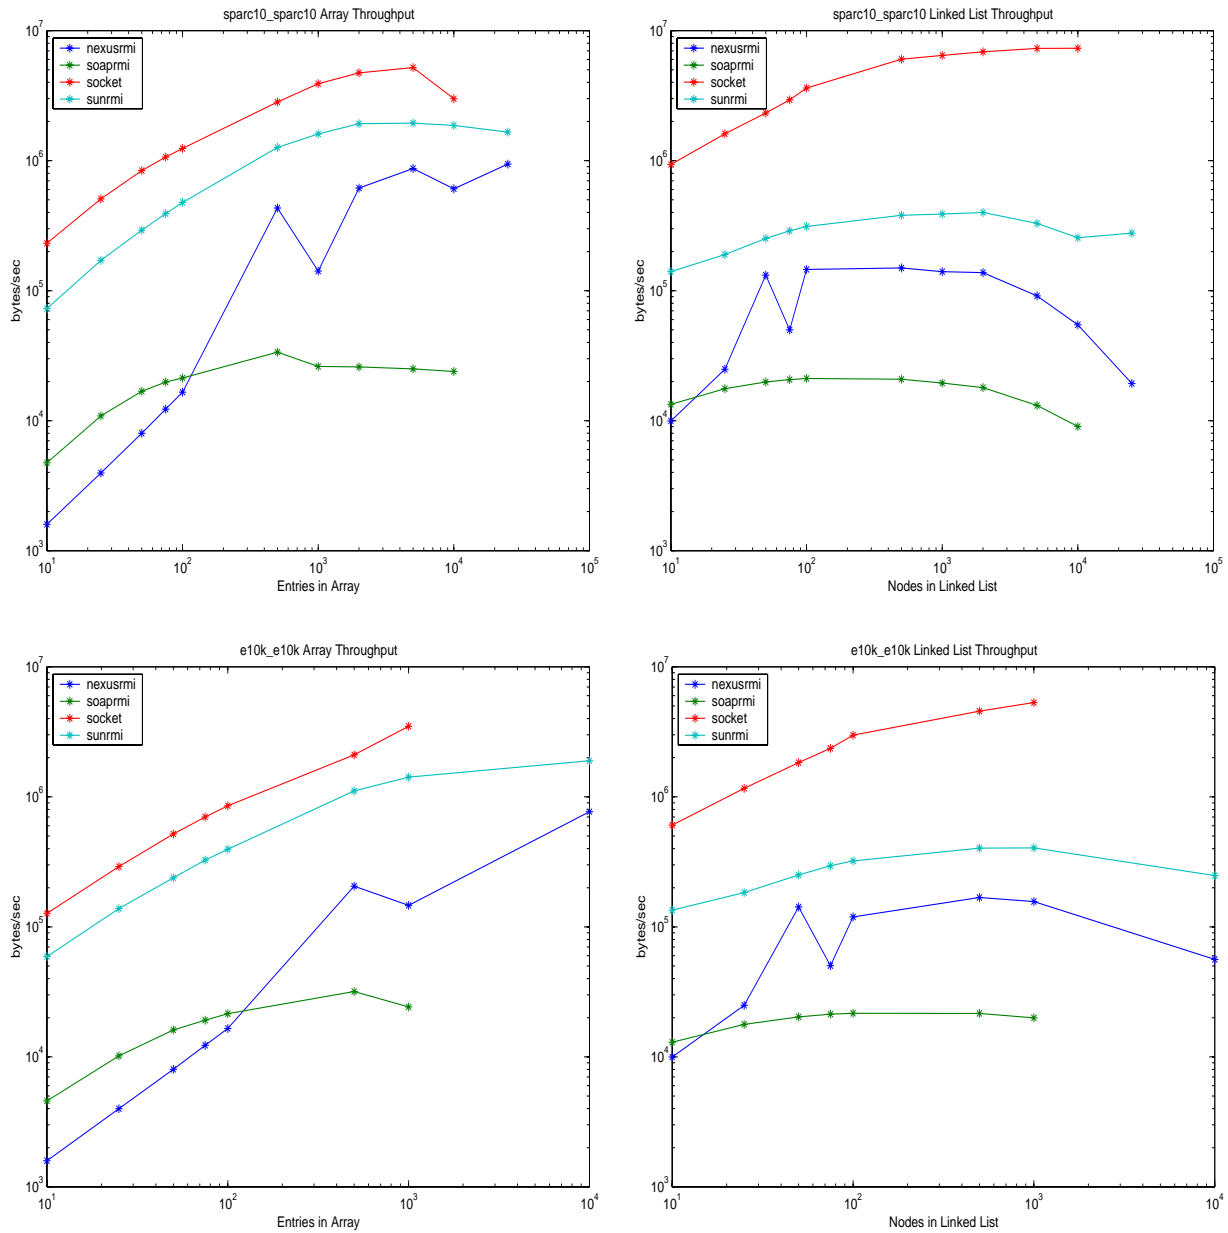 sparc10_sparc10 Array Throughput
10^7
10^6
10^5
10^4
10^3
bytes/sec
nexusrmi
soaprmi
socket
sunrmi
10^1 10^2 10^3 10^4 10^5
Entries in Array
sparc10_sparc10 Linked List Throughput
10^7
10^6
10^5
10^4
10^3
bytes/sec
nexusrmi
soaprmi
socket
sunrmi
10^1 10^2 10^3 10^4 10^5
Nodes in Linked List
e10k_e10k Array Throughput
10^7
10^6
10^5
10^4
10^3
bytes/sec
nexusrmi
soaprmi
socket
sunrmi
10^1 10^2 10^3 10^4
Entries in Array
e10k_e10k Linked List Throughput
10^7
10^6
10^5
10^4
10^3
bytes/sec
nexusrmi
soaprmi
socket
sunrmi
10^1 10^2 10^3 10^4
Nodes in Linked List